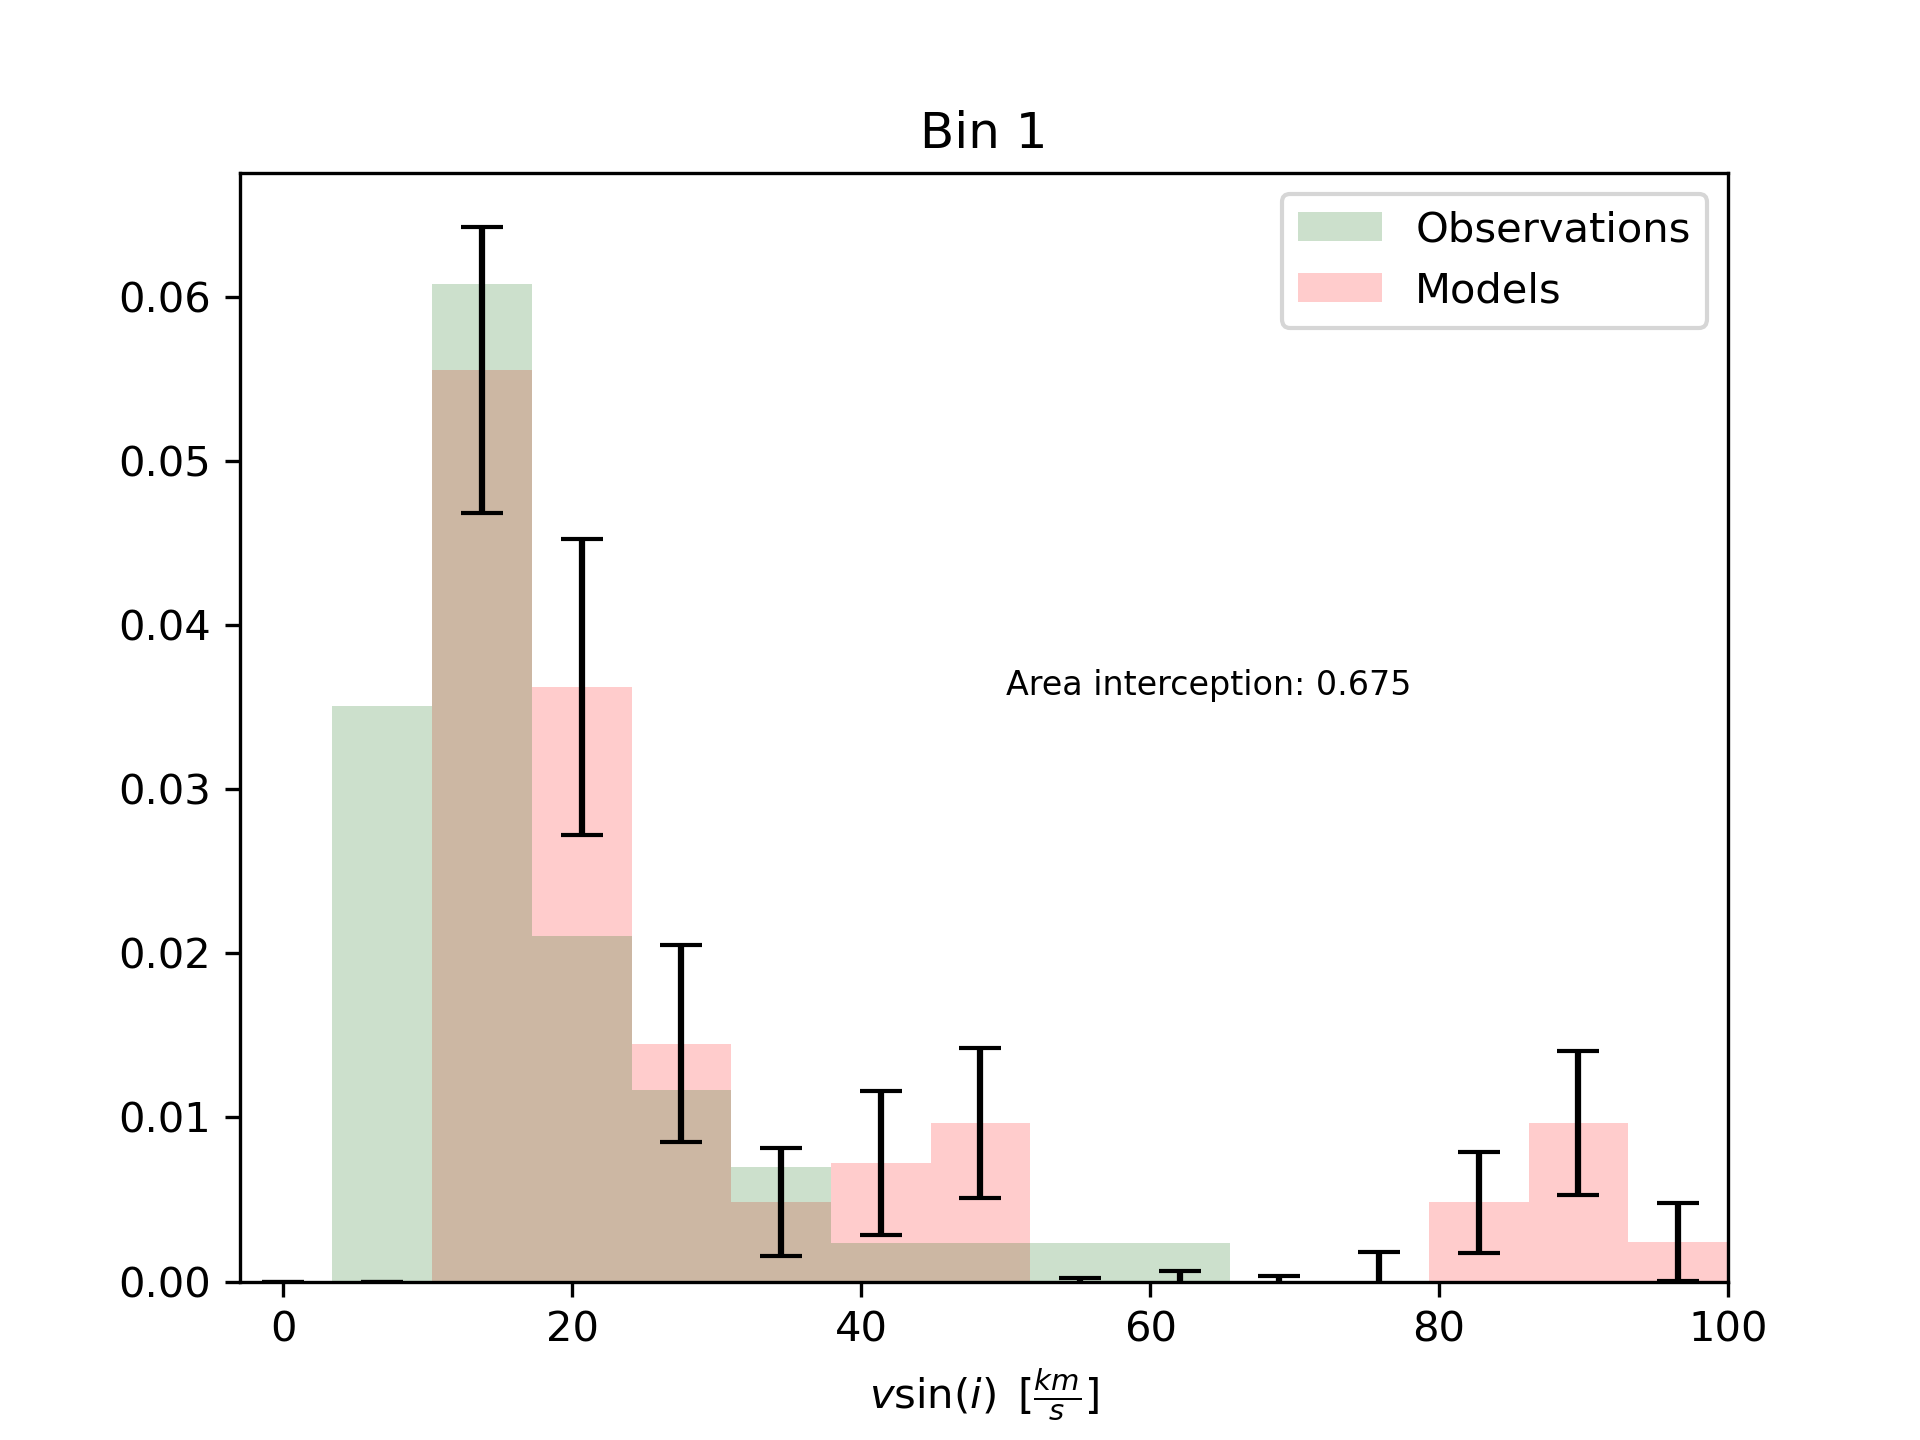 Bin 1
Observations
Models
0.06
0.05
0.04
Area interception: 0.675
0.03
0.02
0.01
0.00
0 20 40 60 80 100
v sin(i) [km/s]